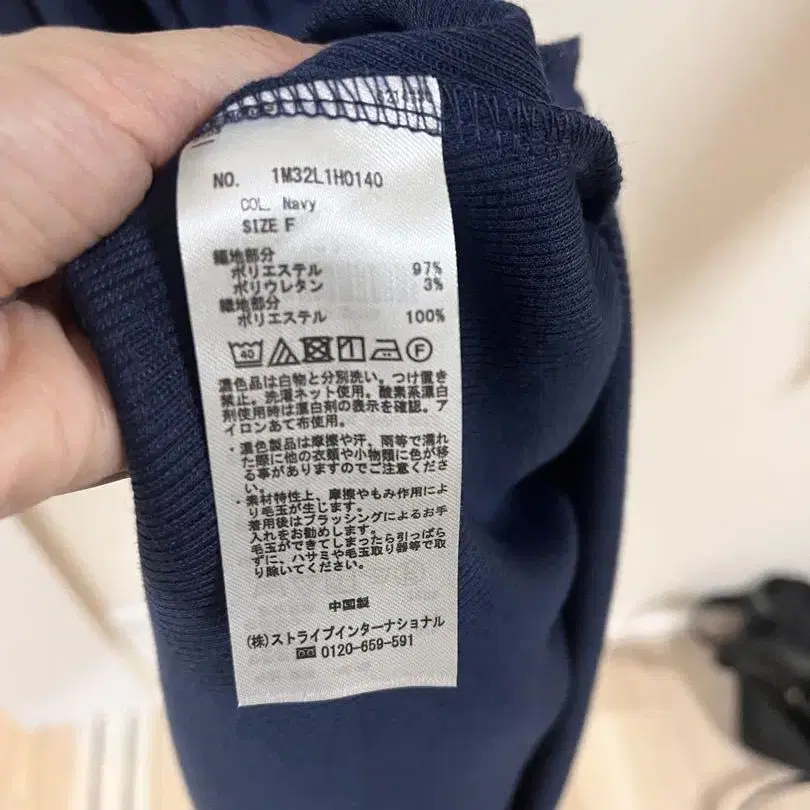 NO. 1M32L1H0140
COL. Navy
SIZE F
編地部分
ポリエステル 97%
ポリウレタン 3%
織地部分
ポリエステル 100%
40 F
濃色品は白物と分別洗い。つけ置き
禁止。洗濯ネット使用。酸素系漂白
剤使用時は漂白剤の表示を確認。ア
イロンあて布使用。
・濃色製品は摩擦や汗、雨等で濡れ
た際に他の衣類や小物類に色が移
る事がありますのでご注意くださ
い。
・素材特性上、摩擦やもみ作用によ
り毛玉が生じます。
着用後はブラッシングによるお手
入れをお勧めします。
毛玉ができてしまったら引っぱら
ずに、ハサミや毛玉取り器等で取
り除いてください。
中国製
(株)ストライプインターナショナル
0120-659-591